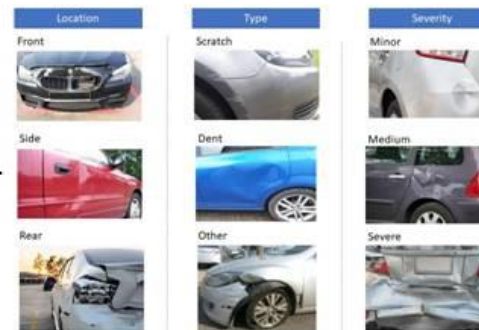 Location
Type
Severity
Front
Scratch
Minor
Side
Dent
Medium
Rear
Other
Severe